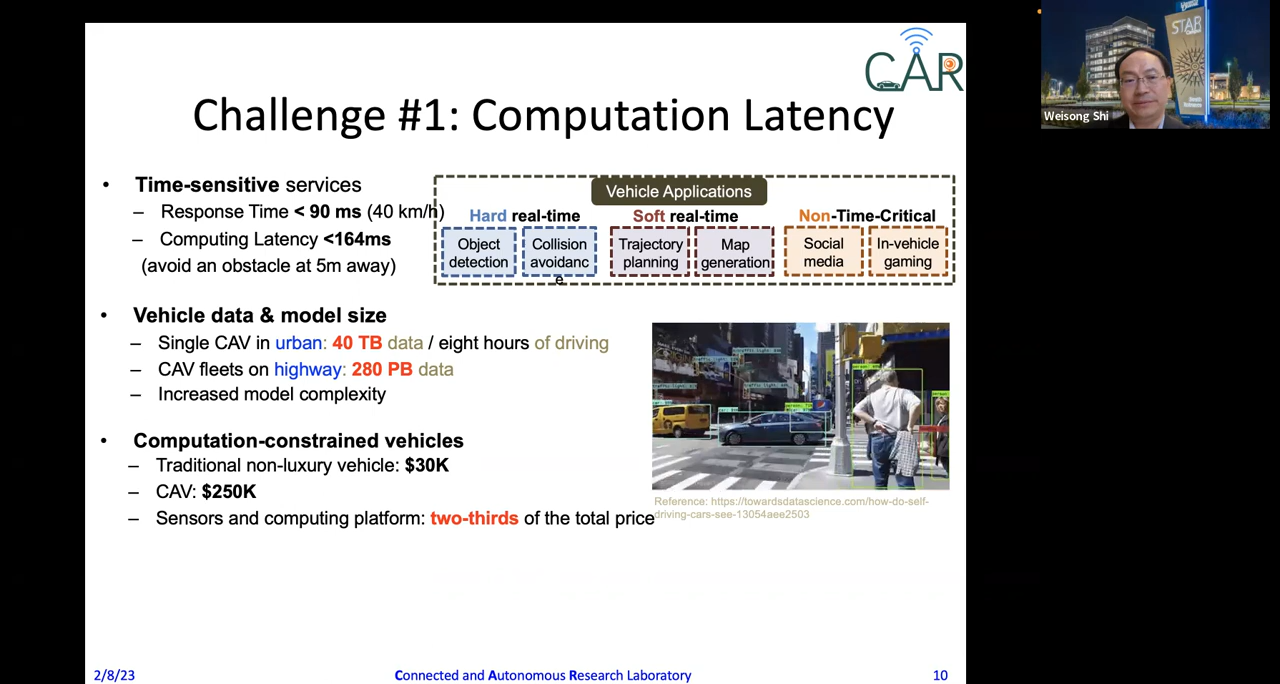 CAR
STAR
Weisong Shi
Challenge #1: Computation Latency
• Time-sensitive services
– Response Time < 90 ms (40 km/h)
– Computing Latency <164ms
(avoid an obstacle at 5m away)
Vehicle Applications
Hard real-time
Soft real-time
Non-Time-Critical
Object
detection
Collision
avoidanc
e
Trajectory
planning
Map
generation
Social
media
In-vehicle
gaming
• Vehicle data & model size
– Single CAV in urban: 40 TB data / eight hours of driving
– CAV fleets on highway: 280 PB data
– Increased model complexity
• Computation-constrained vehicles
– Traditional non-luxury vehicle: $30K
– CAV: $250K
– Sensors and computing platform: two-thirds of the total price
Reference: https://towardsdatascience.com/how-do-self-
driving-cars-see-13054aee2503
2/8/23
Connected and Autonomous Research Laboratory
10